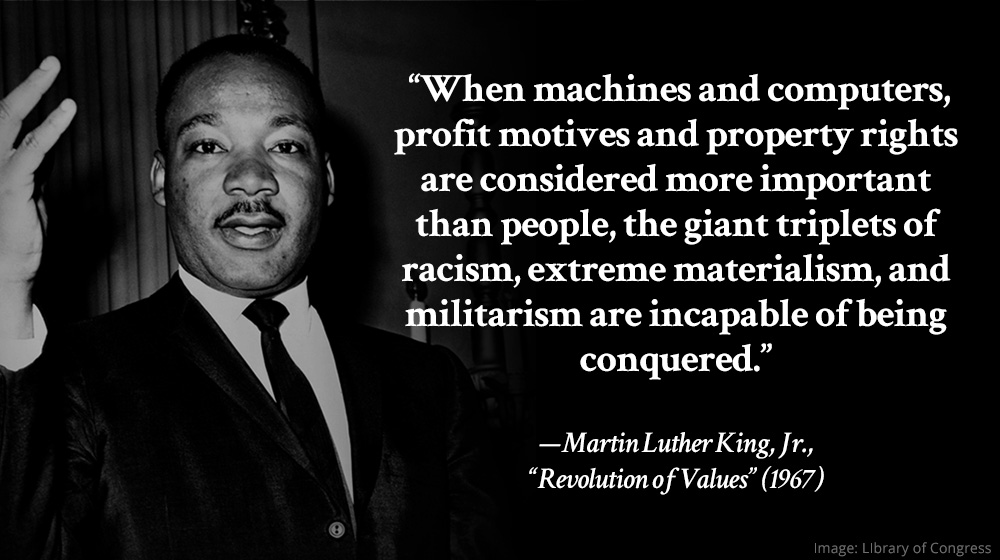 “When machines and computers,
profit motives and property rights
are considered more important
than people, the giant triplets of
racism, extreme materialism, and
militarism are incapable of being
conquered.”
—Martin Luther King, Jr.,
“Revolution of Values” (1967)
Image: LIbrary of Congress